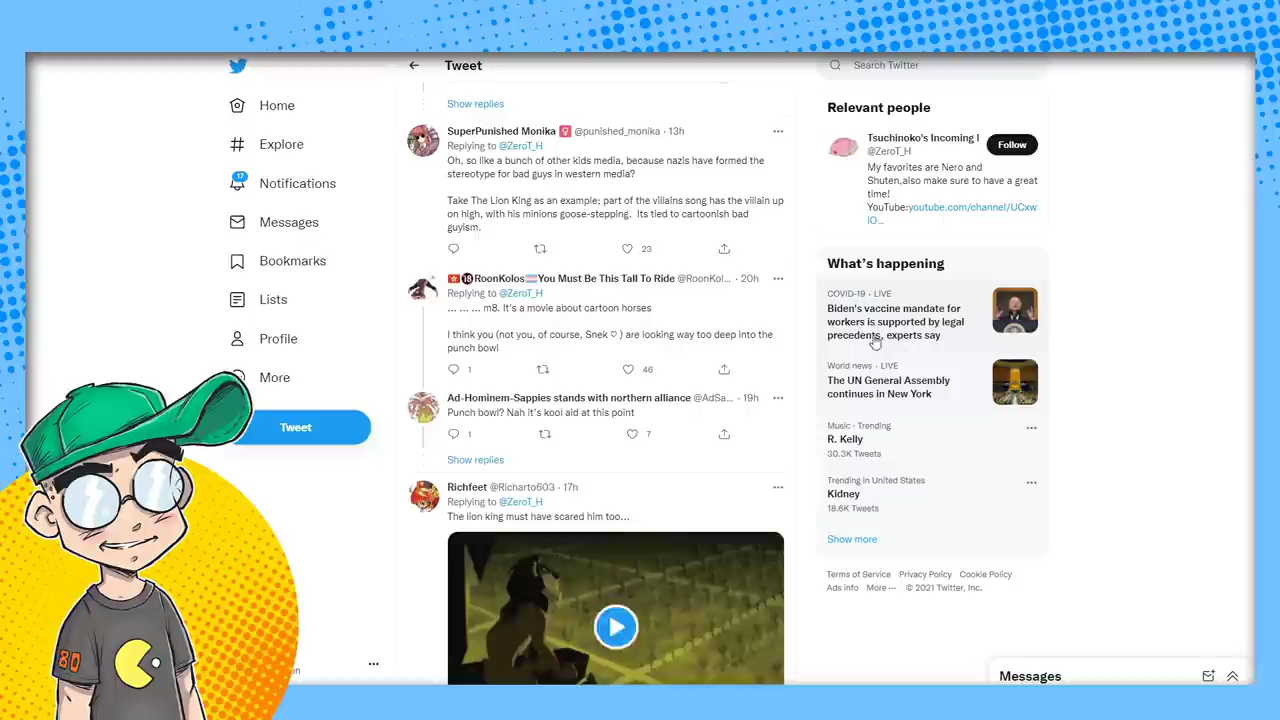 Home
Explore
17
Notifications
Messages
Bookmarks
Lists
Profile
More
Tweet
80
Tweet
Show replies
SuperPunished Monika @punished_monika · 13h
Replying to @ZeroT_H
Oh, so like a bunch of other kids media, because nazis have formed the
stereotype for bad guys in western media?
Take The Lion King as an example; part of the villains song has the villain up
on high, with his minions goose-stepping. Its tied to cartoonish bad
guyism.
23
RoonKolos You Must Be This Tall To Ride @RoonKol... · 20h
Replying to @ZeroT_H
... ... ... m8. It's a movie about cartoon horses
I think you (not you, of course, Snek ♡ ) are looking way too deep into the
punch bowl
1 46
Ad-Hominem-Sappies stands with northern alliance @AdSa... · 19h
Punch bowl? Nah it's kool aid at this point
1 7
Show replies
Richfeet @Richarto603 · 17h
Replying to @ZeroT_H
The lion king must have scared him too...
Search Twitter
Relevant people
Tsuchinoko's Incoming
@ZeroT_H
Follow
My favorites are Nero and
Shuten,also make sure to have a great
time!
YouTube:youtube.com/channel/UCxw
IO...
What's happening
COVID-19 · LIVE
Biden's vaccine mandate for
workers is supported by legal
precedents, experts say
World news · LIVE
The UN General Assembly
continues in New York
Music · Trending
R. Kelly
30.3K Tweets
Trending in United States
Kidney
18.6K Tweets
Show more
Terms of Service Privacy Policy Cookie Policy
Ads info More ··· © 2021 Twitter, Inc.
Messages